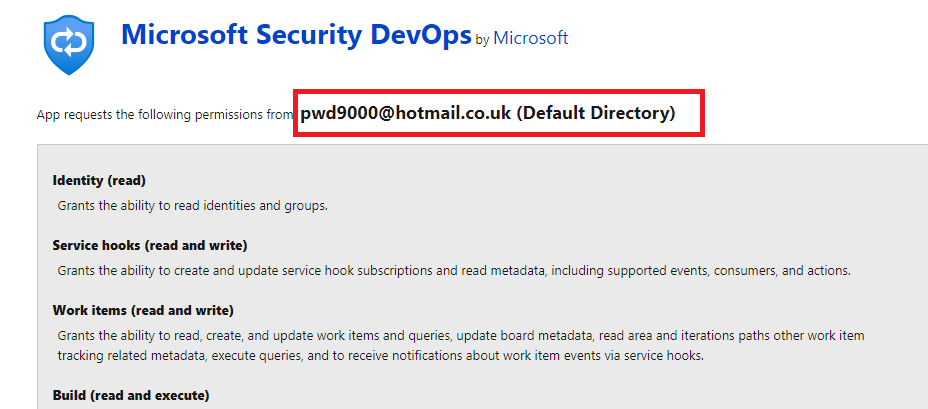 Microsoft Security DevOps by Microsoft
App requests the following permissions from pwd9000@hotmail.co.uk (Default Directory)
Identity (read)
Grants the ability to read identities and groups.
Service hooks (read and write)
Grants the ability to create and update service hook subscriptions and read metadata, including supported events, consumers, and actions.
Work items (read and write)
Grants the ability to read, create, and update work items and queries, update board metadata, read area and iterations paths other work item
tracking related metadata, execute queries, and to receive notifications about work item events via service hooks.
Build (read and execute)